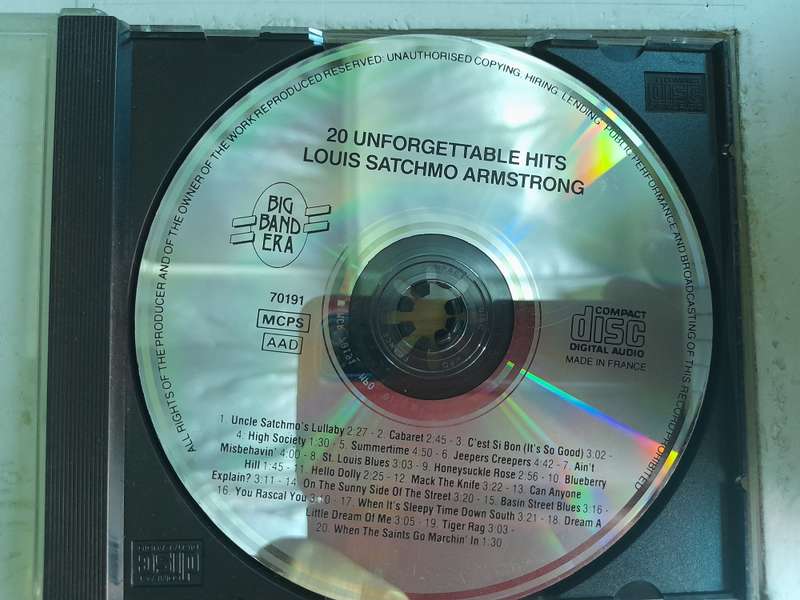 ALL RIGHTS OF THE PRODUCER AND OF THE OWNER OF THE WORK REPRODUCED RESERVED. UNAUTHORISED COPYING, HIRING, LENDING, PUBLIC PERFORMANCE AND BROADCASTING OF THIS RECORD PROHIBITED
20 UNFORGETTABLE HITS
LOUIS SATCHMO ARMSTRONG
BIG
BAND
ERA
70191
MCPS
AAD
COMPACT
disc
DIGITAL AUDIO
MADE IN FRANCE
1. Uncle Satchmo's Lullaby 2:27 - 2. Cabaret 2:45 - 3. C'est Si Bon (It's So Good) 3.02 -
4. High Society 1:30 - 5. Summertime 4:50 - 6. Jeepers Creepers 4:42 - 7. Ain't
Misbehavin' 4:00 - 8. St. Louis Blues 3:03 - 9. Honeysuckle Rose 2:56 - 10. Blueberry
Hill 1:45 - 11. Hello Dolly 2:25 - 12. Mack The Knife 3:22 - 13. Can Anyone
Explain? 3:11 - 14. On The Sunny Side Of The Street 3:20 - 15. Basin Street Blues 3:16 -
16. You Rascal You 3:10 - 17. When It's Sleepy Time Down South 3:21 - 18. Dream A
Little Dream Of Me 3:05 - 19. Tiger Rag 3:03 -
20. When The Saints Go Marchin' In 1:30